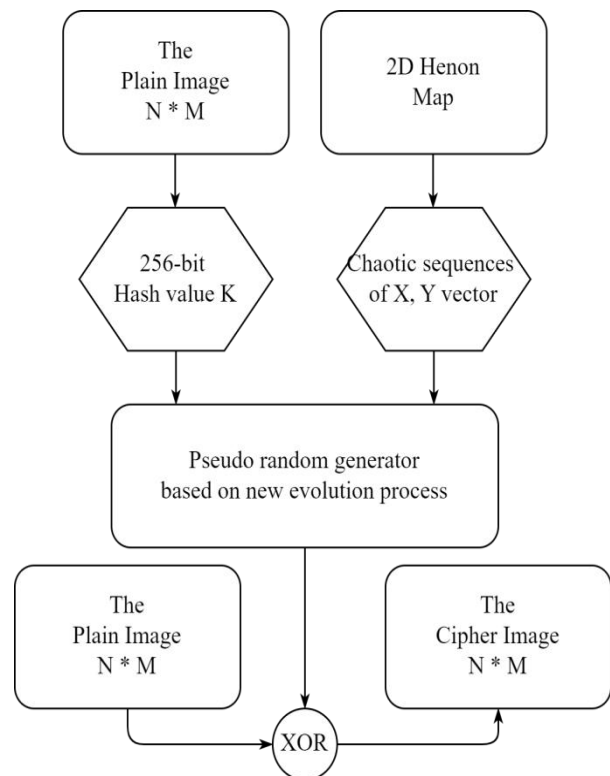 The
Plain Image
N * M
2D Henon
Map
256-bit
Hash value K
Chaotic sequences
of X, Y vector
Pseudo random generator
based on new evolution process
The
Plain Image
N * M
The
Cipher Image
N * M
XOR